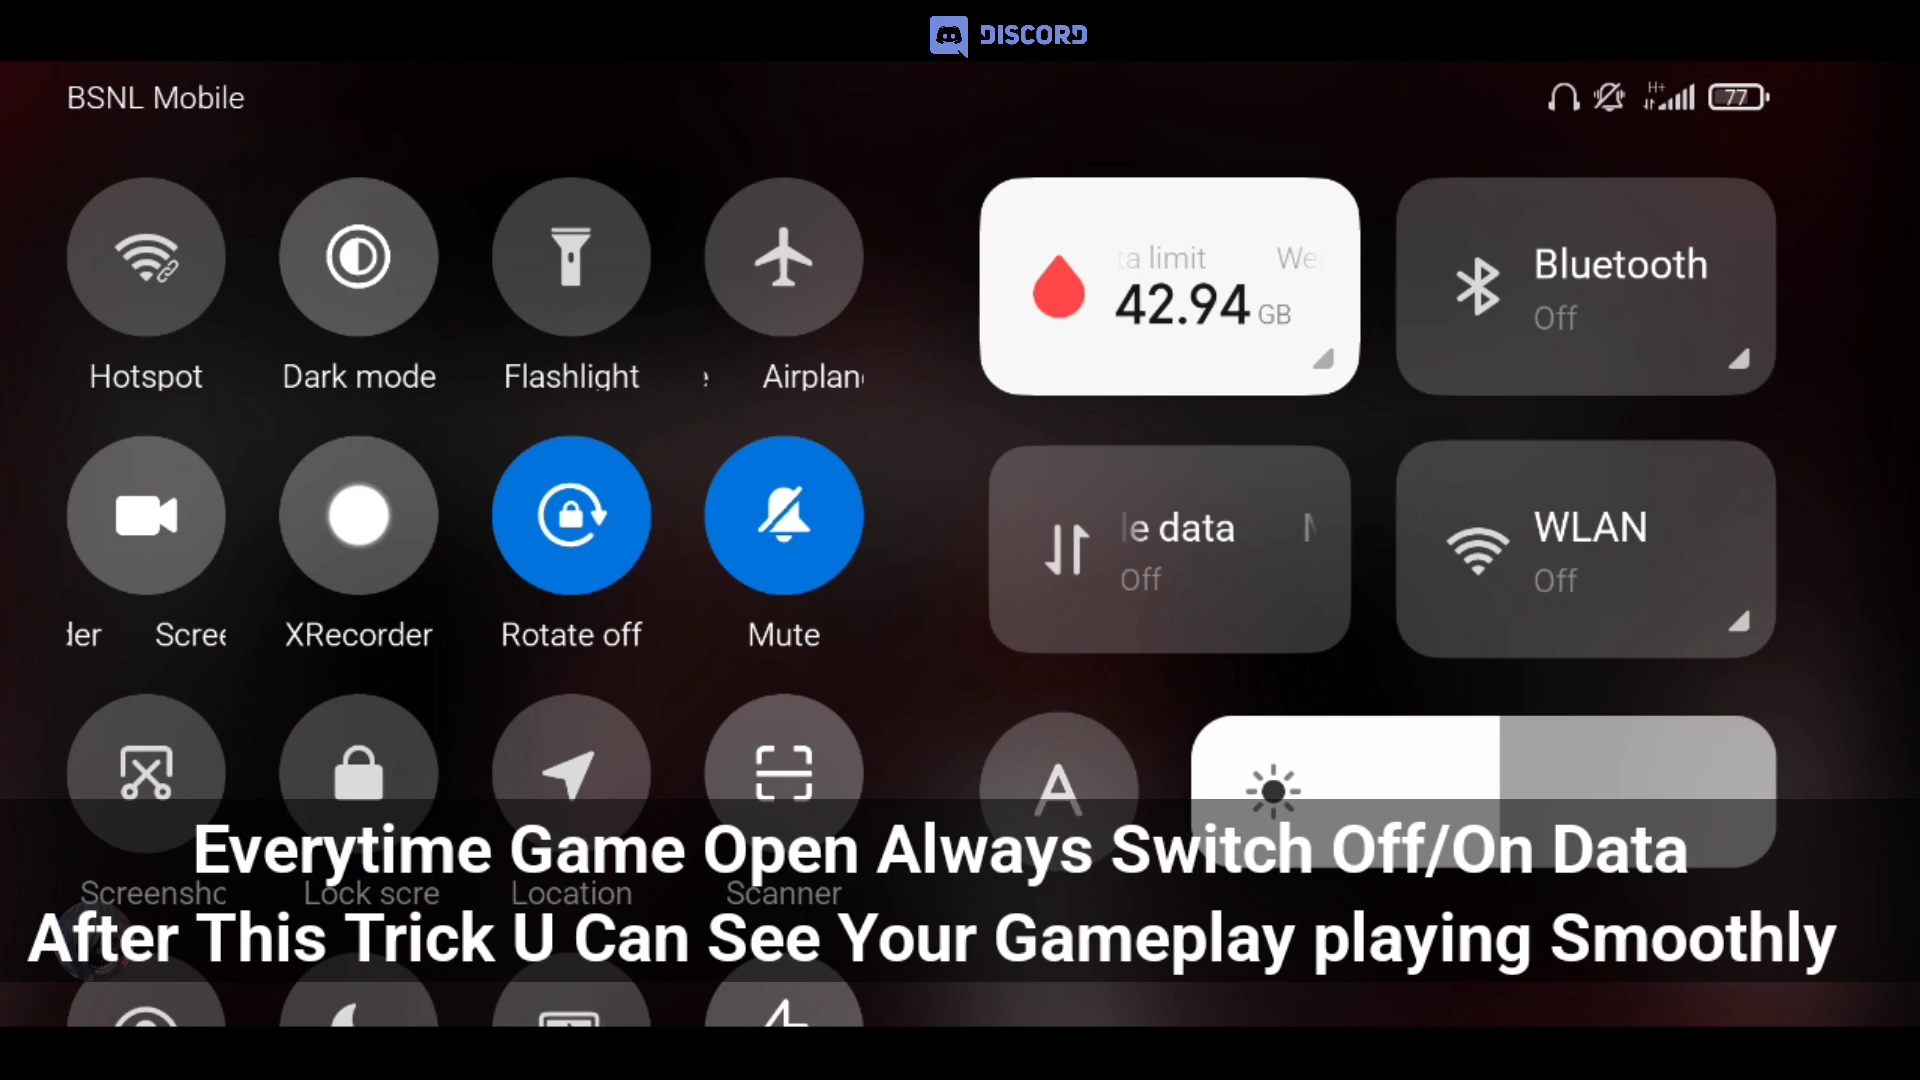 DISCORD
BSNL Mobile
H+
77
Hotspot
Dark mode
Flashlight
e Airplan
ta limit We
42.94 GB
Bluetooth
Off
der Scree
XRecorder
Rotate off
Mute
le data
Off
WLAN
Off
A
Everytime Game Open Always Switch Off/On Data
Screensho
Lock scre
Location
Scanner
After This Trick U Can See Your Gameplay playing Smoothly